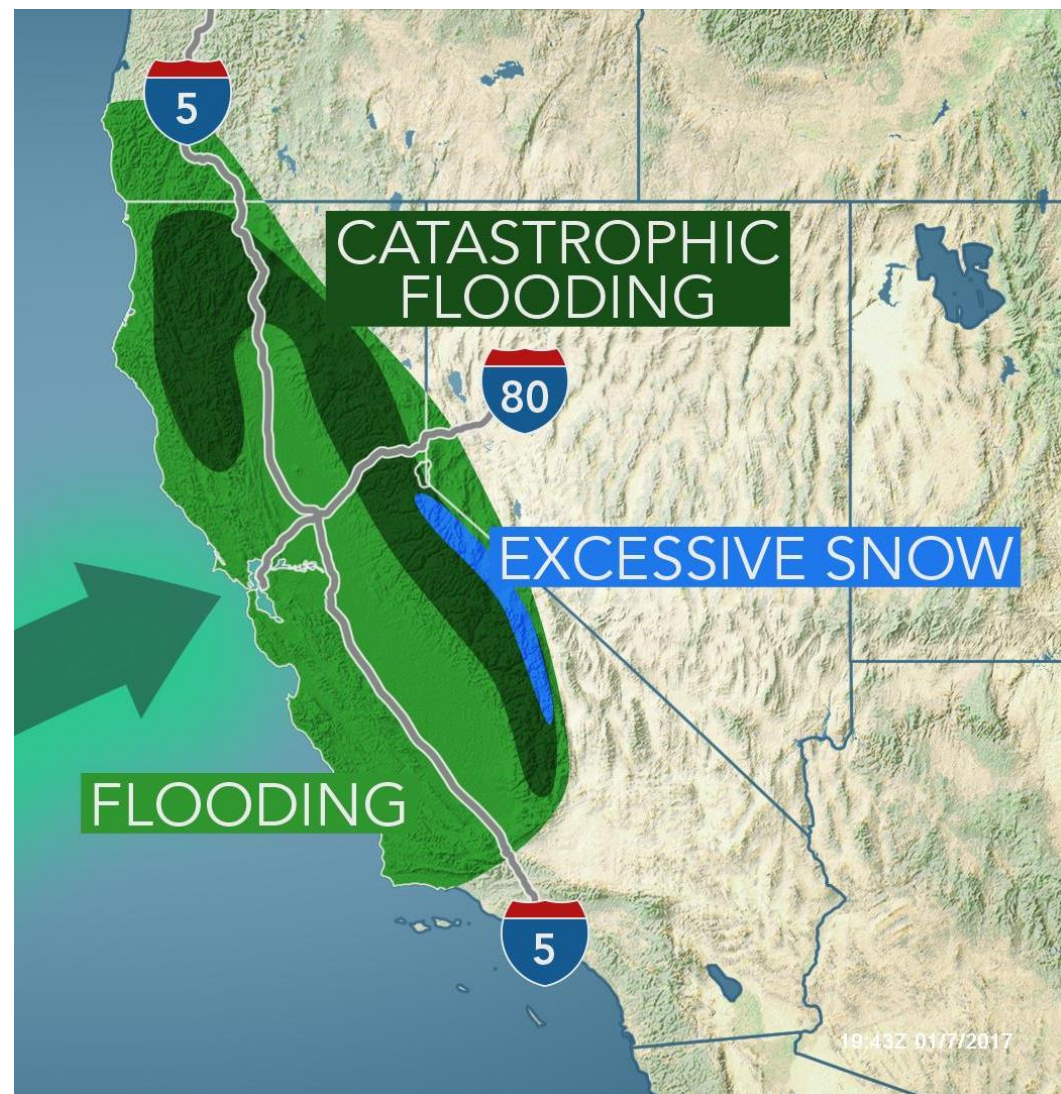 5
CATASTROPHIC
FLOODING
80
EXCESSIVE SNOW
FLOODING
5
19:43Z 01/7/2017